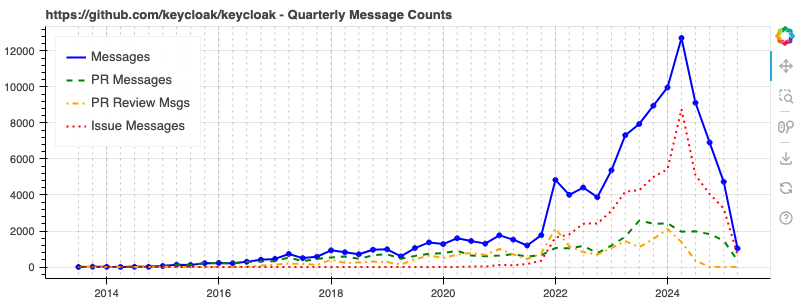 https://github.com/keycloak/keycloak - Quarterly Message Counts
Messages
PR Messages
PR Review Msgs
Issue Messages
12000
10000
8000
6000
4000
2000
0
2014 2016 2018 2020 2022 2024